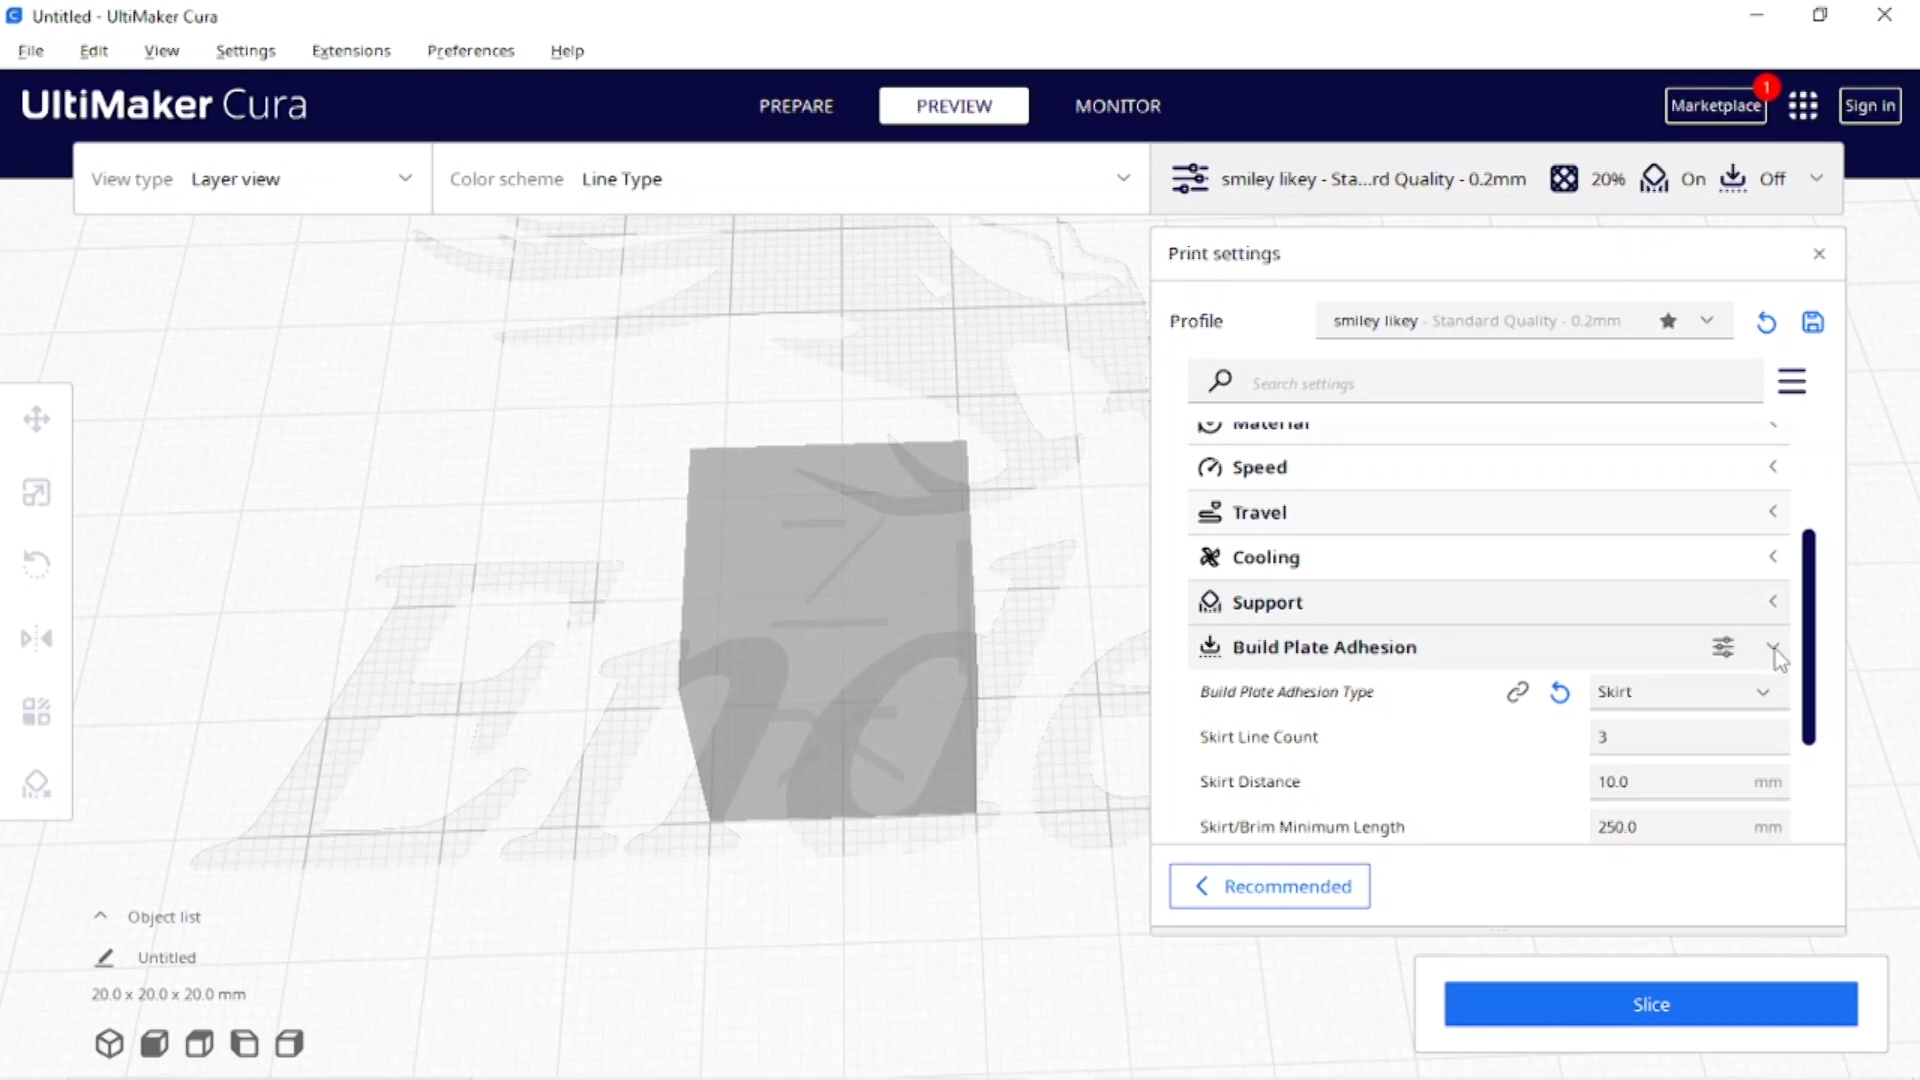 Untitled - UltiMaker Cura
File Edit View Settings Extensions Preferences Help
UltiMaker Cura PREPARE PREVIEW MONITOR Marketplace 1 Sign in
View type Layer view Color scheme Line Type smiley likey - Sta...rd Quality - 0.2mm 20% On Off
Print settings
Profile smiley likey - Standard Quality - 0.2mm
Search settings
Material
Speed
Travel
Cooling
Support
Build Plate Adhesion
Build Plate Adhesion Type Skirt
Skirt Line Count 3
Skirt Distance 10.0 mm
Skirt/Brim Minimum Length 250.0 mm
Recommended
Object list
Untitled
20.0 x 20.0 x 20.0 mm
Slice